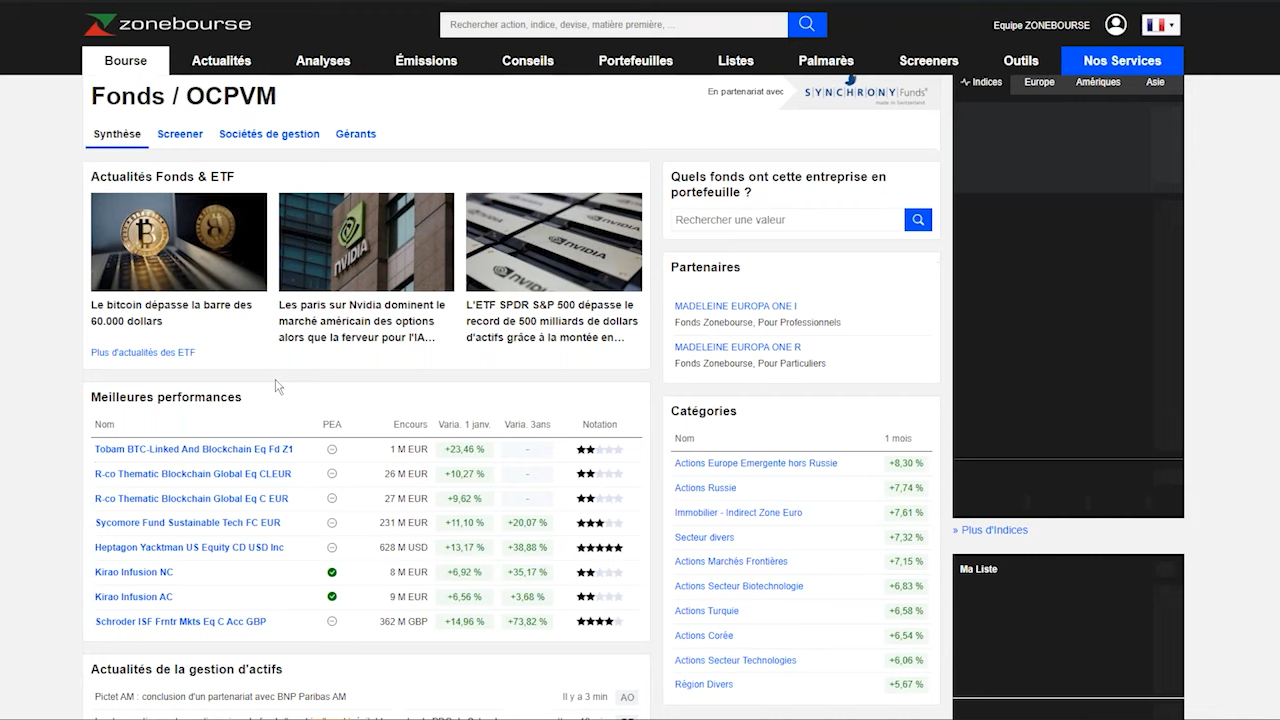 zonebourse
Rechercher action, indice, devise, matière première, ...
Equipe ZONEBOURSE
Bourse
Actualités
Analyses
Émissions
Conseils
Portefeuilles
Listes
Palmarès
Screeners
Outils
Nos Services
Fonds / OCPVM
En partenariat avec
SYNCHRONY Funds
made in Switzerland
Indices
Europe
Amériques
Asie
Synthèse
Screener
Sociétés de gestion
Gérants
Actualités Fonds & ETF
NVIDIA
NVIDIA
NVIDIA
Le bitcoin dépasse la barre des
60.000 dollars
Les paris sur Nvidia dominent le
marché américain des options
alors que la ferveur pour l'IA...
L'ETF SPDR S&P 500 dépasse le
record de 500 milliards de dollars
d'actifs grâce à la montée en...
Plus d'actualités des ETF
Quels fonds ont cette entreprise en
portefeuille ?
Rechercher une valeur
Partenaires
MADELEINE EUROPA ONE I
Fonds Zonebourse, Pour Professionnels
MADELEINE EUROPA ONE R
Fonds Zonebourse, Pour Particuliers
Meilleures performances
Nom PEA Encours Varia. 1 janv. Varia. 3ans Notation
Tobam BTC-Linked And Blockchain Eq Fd Z1 1 M EUR +23,46 % -
R-co Thematic Blockchain Global Eq CLEUR 26 M EUR +10,27 % -
R-co Thematic Blockchain Global Eq C EUR 27 M EUR +9,62 % -
Sycomore Fund Sustainable Tech FC EUR 231 M EUR +11,10 % +20,07 %
Heptagon Yacktman US Equity CD USD Inc 628 M USD +13,17 % +38,88 %
Kirao Infusion NC 8 M EUR +6,92 % +35,17 %
Kirao Infusion AC 9 M EUR +6,56 % +3,68 %
Schroder ISF Frntr Mkts Eq C Acc GBP 362 M GBP +14,96 % +73,82 %
Catégories
Nom 1 mois
Actions Europe Emergente hors Russie +8,30 %
Actions Russie +7,74 %
Immobilier - Indirect Zone Euro +7,61 %
Secteur divers +7,32 %
Actions Marchés Frontières +7,15 %
Actions Secteur Biotechnologie +6,83 %
Actions Turquie +6,58 %
Actions Corée +6,54 %
Actions Secteur Technologies +6,06 %
Région Divers +5,67 %
» Plus d'Indices
Ma Liste
Actualités de la gestion d'actifs
Pictet AM : conclusion d'un partenariat avec BNP Paribas AM Il y a 3 min AO